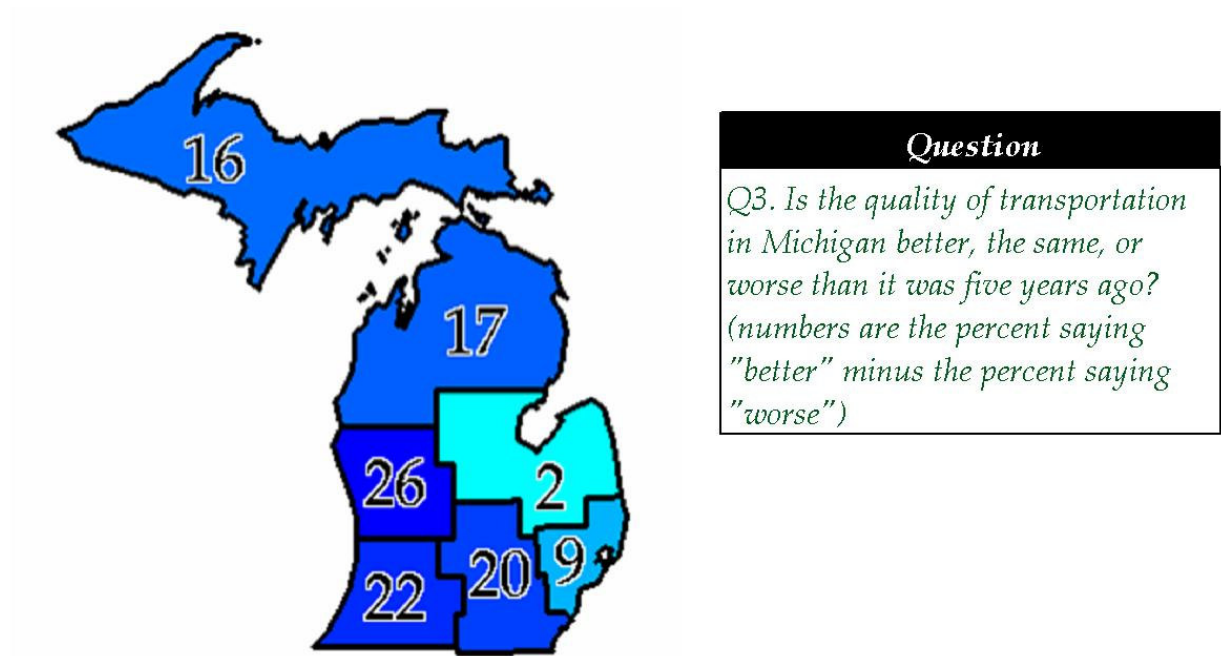 16
17
26
2
22
20
9
Question
Q3. Is the quality of transportation
in Michigan better, the same, or
worse than it was five years ago?
(numbers are the percent saying
"better" minus the percent saying
"worse")